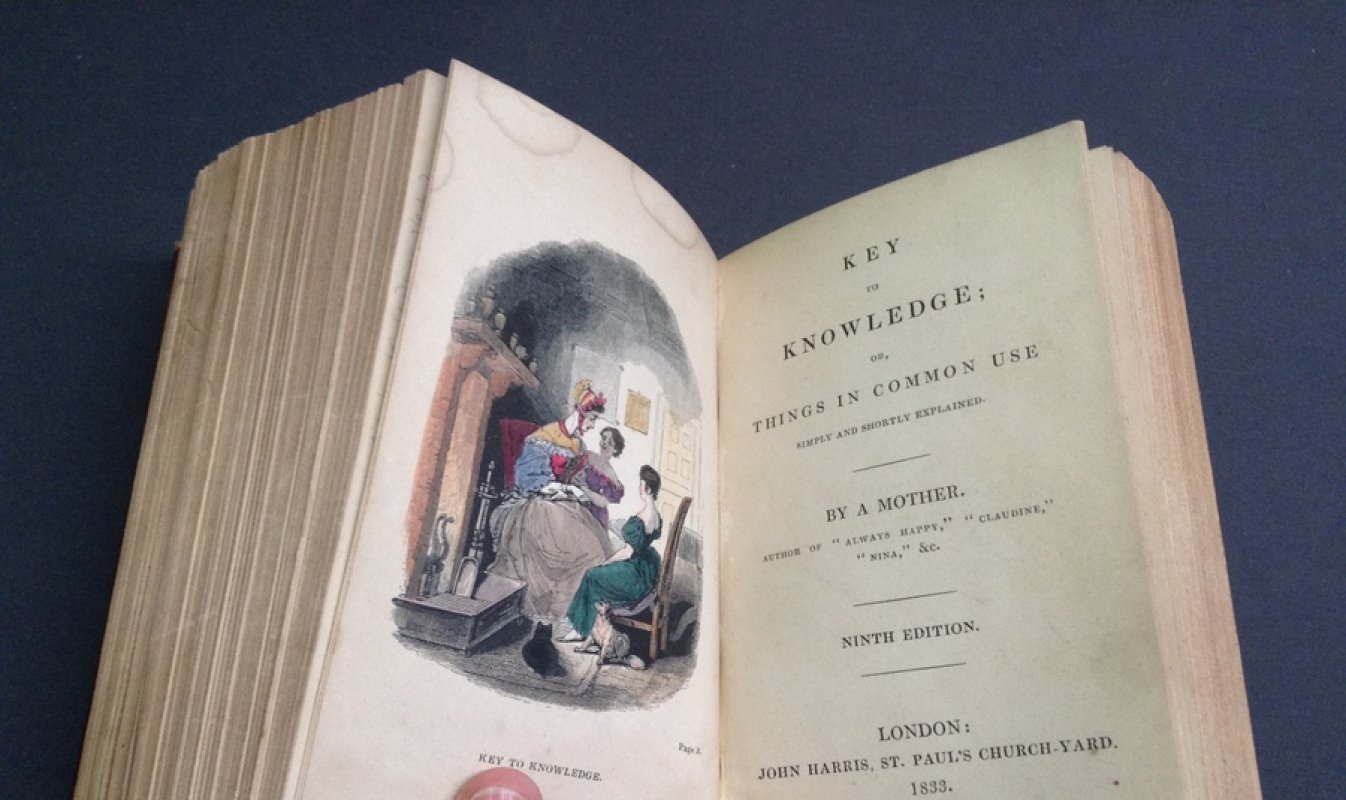 Page 3.
KEY TO KNOWLEDGE.
KEY
TO
KNOWLEDGE;
OR,
THINGS IN COMMON USE
SIMPLY AND SHORTLY EXPLAINED.
BY A MOTHER.
AUTHOR OF "ALWAYS HAPPY," "CLAUDINE,"
"NINA," &c.
NINTH EDITION.
LONDON:
JOHN HARRIS, ST. PAUL'S CHURCH-YARD.
1833.